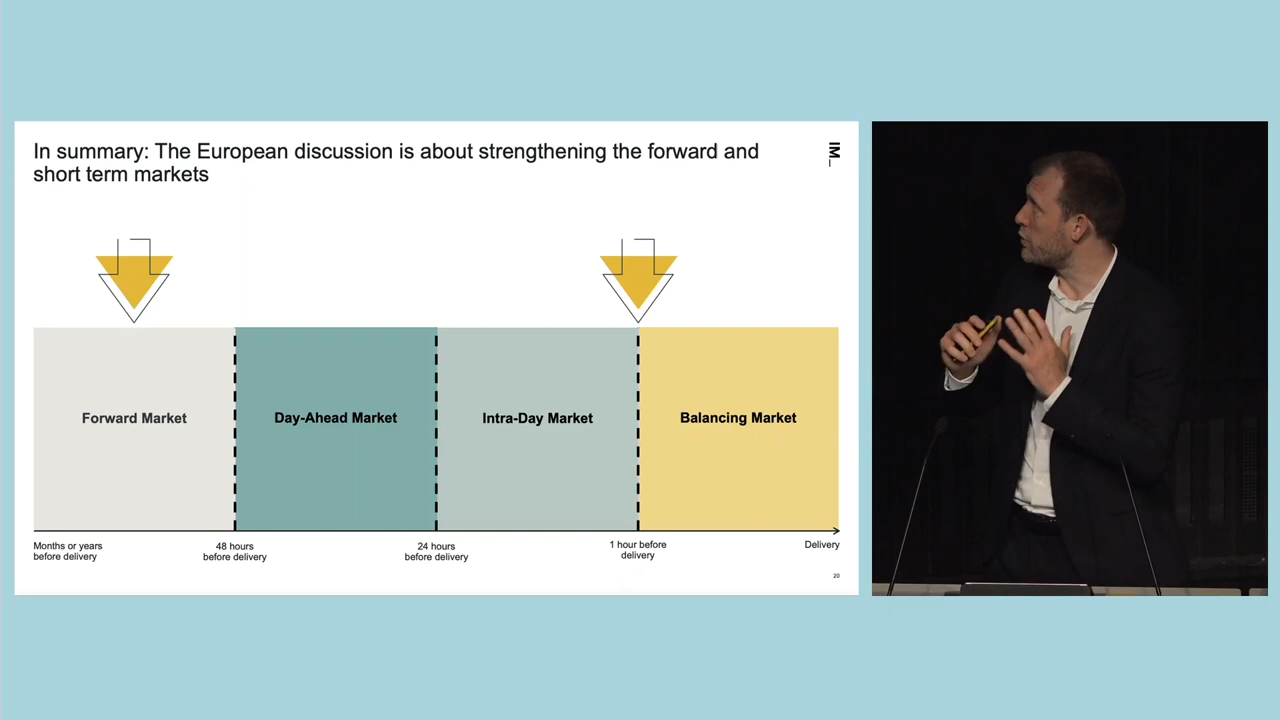 In summary: The European discussion is about strengthening the forward and
short term markets
IM_
Forward Market
Day-Ahead Market
Intra-Day Market
Balancing Market
Months or years
before delivery
48 hours
before delivery
24 hours
before delivery
1 hour before
delivery
Delivery
20